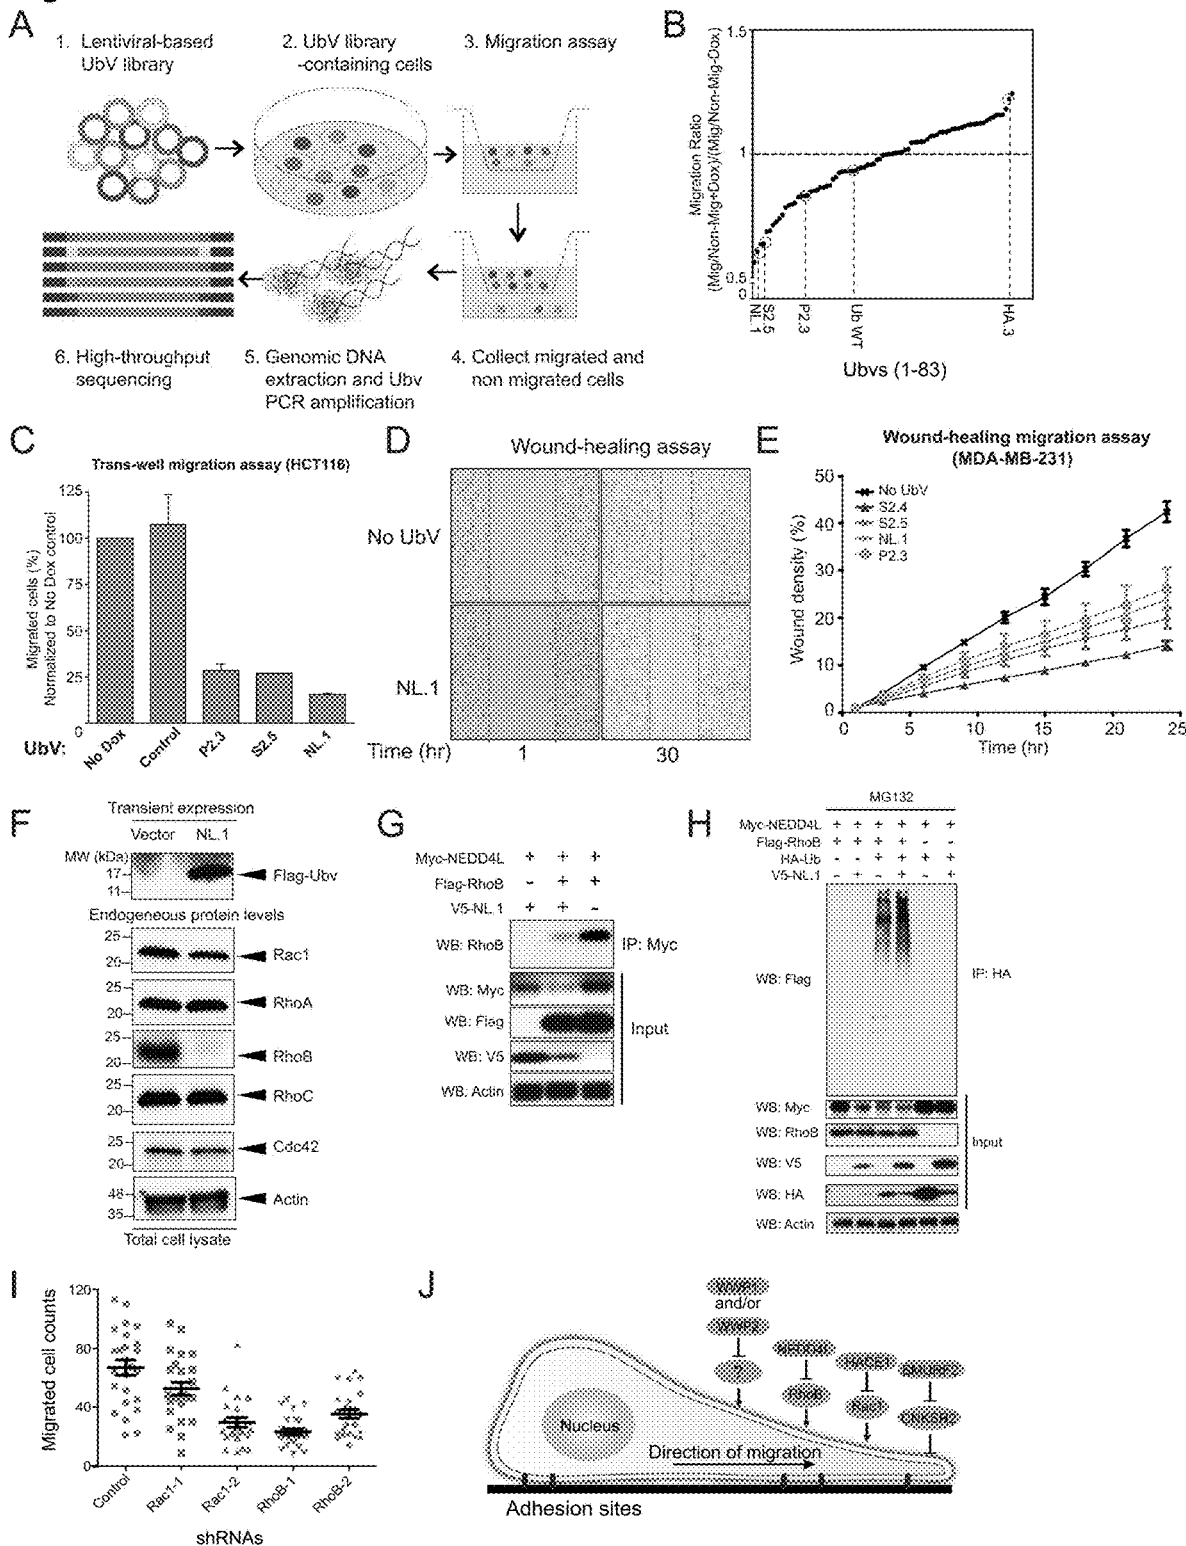 A
1. Lentiviral-based
UbV library
2. UbV library
-containing cells
3. Migration assay
6. High-throughput
sequencing
5. Genomic DNA
extraction and Ubv
PCR amplification
4. Collect migrated and
non migrated cells
B
Migration Ratio
(Mig/Non-Mig+Dox)/(Mig/Non-Mig-Dox)
1.5
1
0.5
0
NL.1
S2.5
P2.3
Ub WT
HA.3
Ubvs (1-83)
C
Trans-well migration assay (HCT116)
Migrated cells (%)
Normalized to No Dox control
125
100
75
50
25
0
UbV:
No Dox
Control
P2.3
S2.5
NL.1
D
Wound-healing assay
No UbV
NL.1
Time (hr)
1
30
E
Wound-healing migration assay
(MDA-MB-231)
Wound density (%)
50
40
30
20
10
0
No UbV
S2.4
S2.5
NL.1
P2.3
0
5
10
15
20
25
Time (hr)
F
Transient expression
Vector NL.1
MW (kDa)
17
11
Flag-Ubv
Endogeneous protein levels
25
20
Rac1
25
20
RhoA
25
20
RhoB
25
20
RhoC
25
20
Cdc42
48
35
Actin
Total cell lysate
G
Myc-NEDD4L + + +
Flag-RhoB - + +
V5-NL.1 + + -
WB: RhoB
IP: Myc
WB: Myc
WB: Flag
WB: V5
WB: Actin
Input
H
MG132
Myc-NEDD4L + + + + + +
Flag-RhoB + + + + - -
HA-Ub - - + + + +
V5-NL.1 - + - + - +
WB: Flag
IP: HA
WB: Myc
WB: RhoB
WB: V5
WB: HA
WB: Actin
Input
I
Migrated cell counts
120
80
40
0
Control
Rac1-1
Rac1-2
RhoB-1
RhoB-2
shRNAs
J
WWP1
and/or
WWP2
?
NEDD4L
RhoB
HACE1
Rac1
SMURF2
CNKSR2
Nucleus
Direction of migration
Adhesion sites